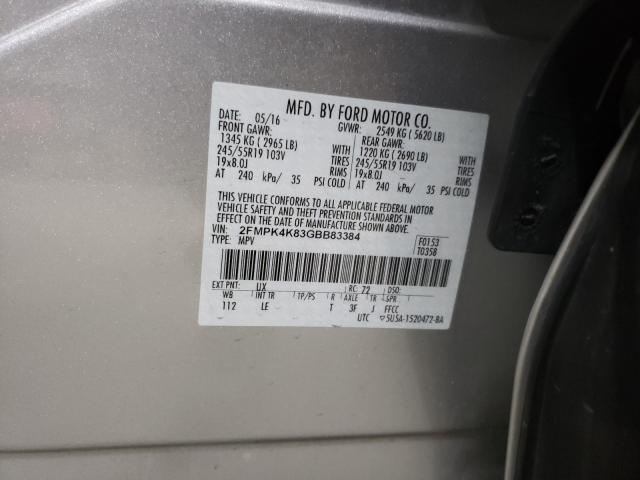 MFD. BY FORD MOTOR CO.
DATE: 05/16 GVWR: 2549 KG ( 5620 LB)
FRONT GAWR: REAR GAWR:
1345 KG ( 2965 LB) WITH 1220 KG ( 2690 LB) WITH
245/55R19 103V TIRES 245/55R19 103V TIRES
19x8.0J RIMS 19x8.0J RIMS
AT 240 kPa/ 35 PSI COLD AT 240 kPa/ 35 PSI COLD
THIS VEHICLE CONFORMS TO ALL APPLICABLE FEDERAL MOTOR
VEHICLE SAFETY AND THEFT PREVENTION STANDARDS IN
EFFECT ON THE DATE OF MANUFACTURE SHOWN ABOVE.
VIN: 2FMPK4K83GBB83384 F0153
TYPE: MPV T0358
EXT PNT: UX RC: 72 DSO:
WB INT TR TP/PS R AXLE TR SPR
112 LE T 3F J FFCC
UTC ▽5U5A-1520472-BA